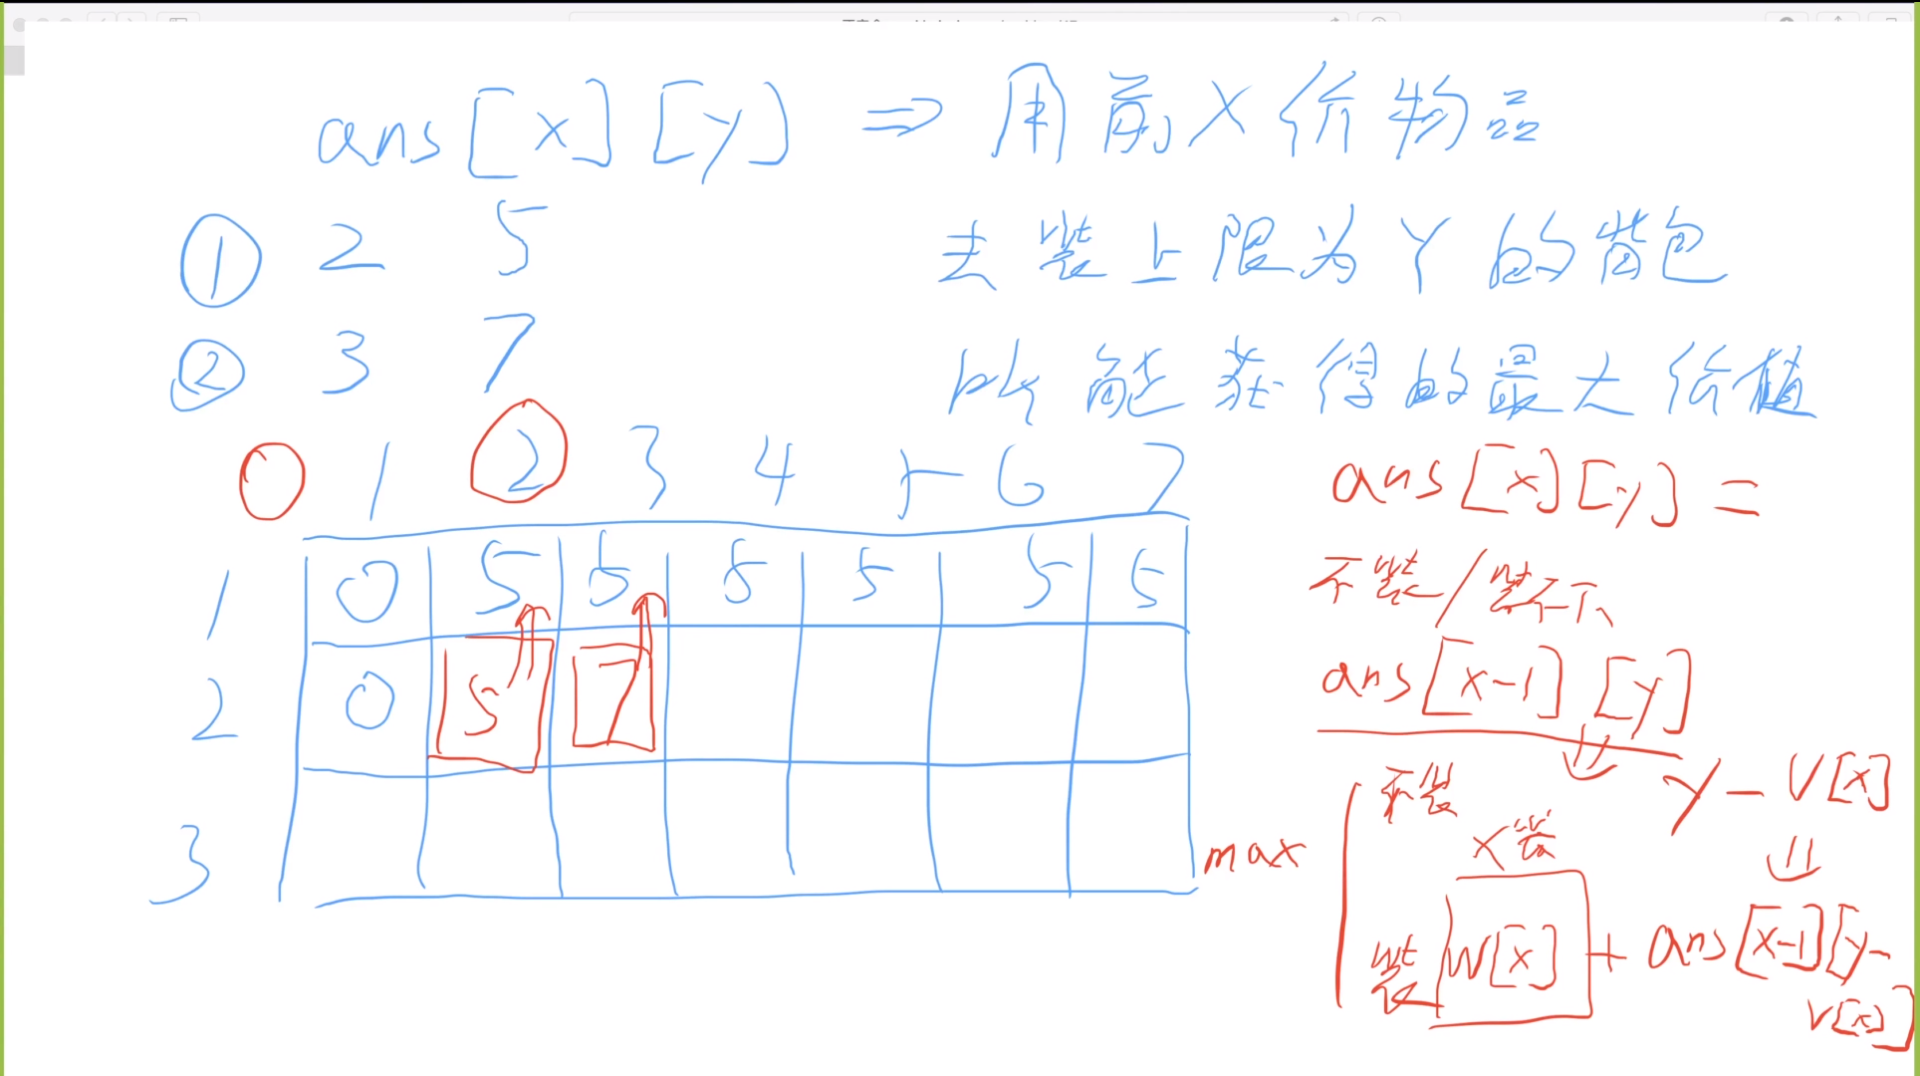 ans[x][y] ⇒ 用前X价物品
① 2 5 去装上限为Y的背包
② 3 7 所能获得的最大价值
0 1 2 3 4 5 6 7
1 0 5 5 5 5 5 5
2 0 5 7
3
ans[x][y] =
不装/装不下
ans[x-1][y]
y-v[x]
max
不装
X装
装 w[x] + ans[x-1][y-
v[x]]